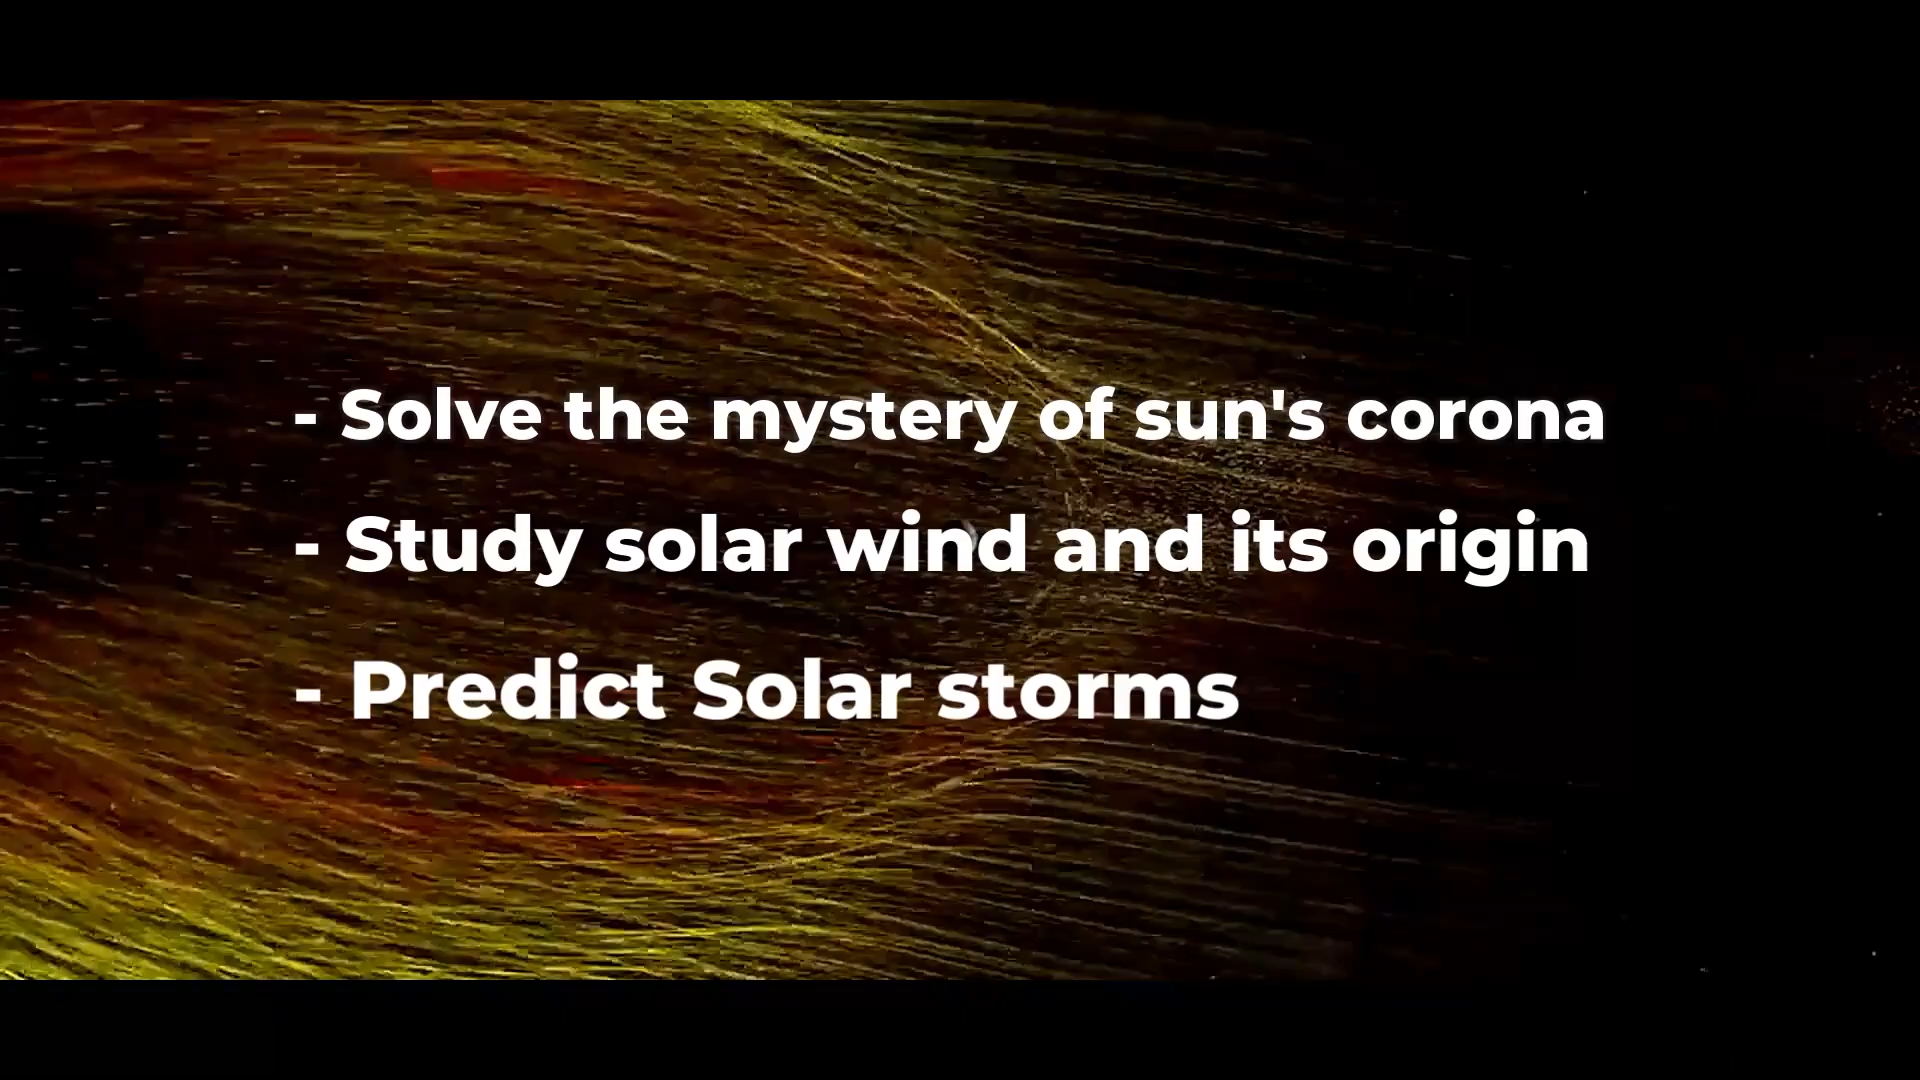 - Solve the mystery of sun's corona
- Study solar wind and its origin
- Predict Solar storms